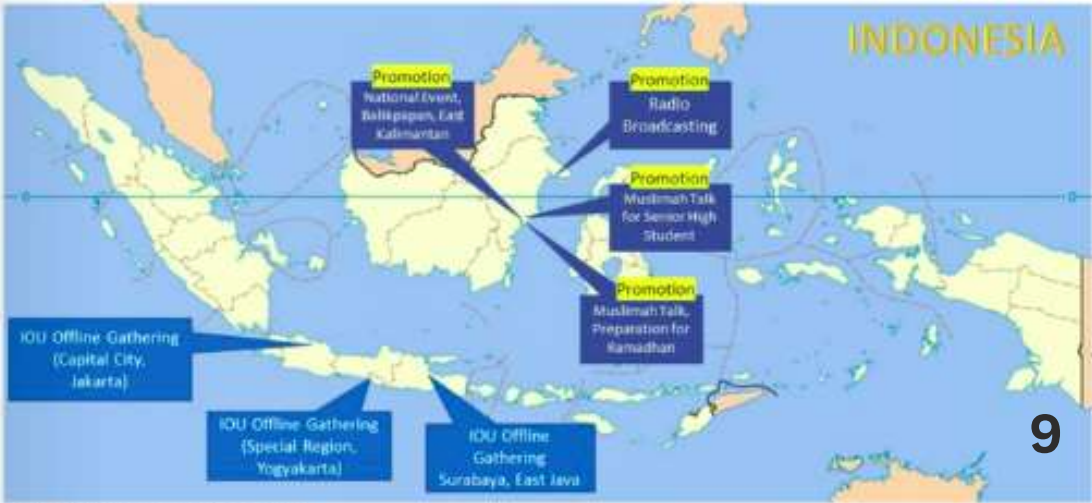 INDONESIA
Promotion
National Event,
Balikpapan, East
Kalimantan
Promotion
Radio
Broadcasting
Promotion
Muslimah Talk
for Senior High
Student
Promotion
Muslimah Talk,
Preparation for
Ramadhan
IOU Offline Gathering
(Capital City,
Jakarta)
IOU Offline Gathering
(Special Region,
Yogyakarta)
IOU Offline
Gathering
Surabaya, East Java
0
0
9